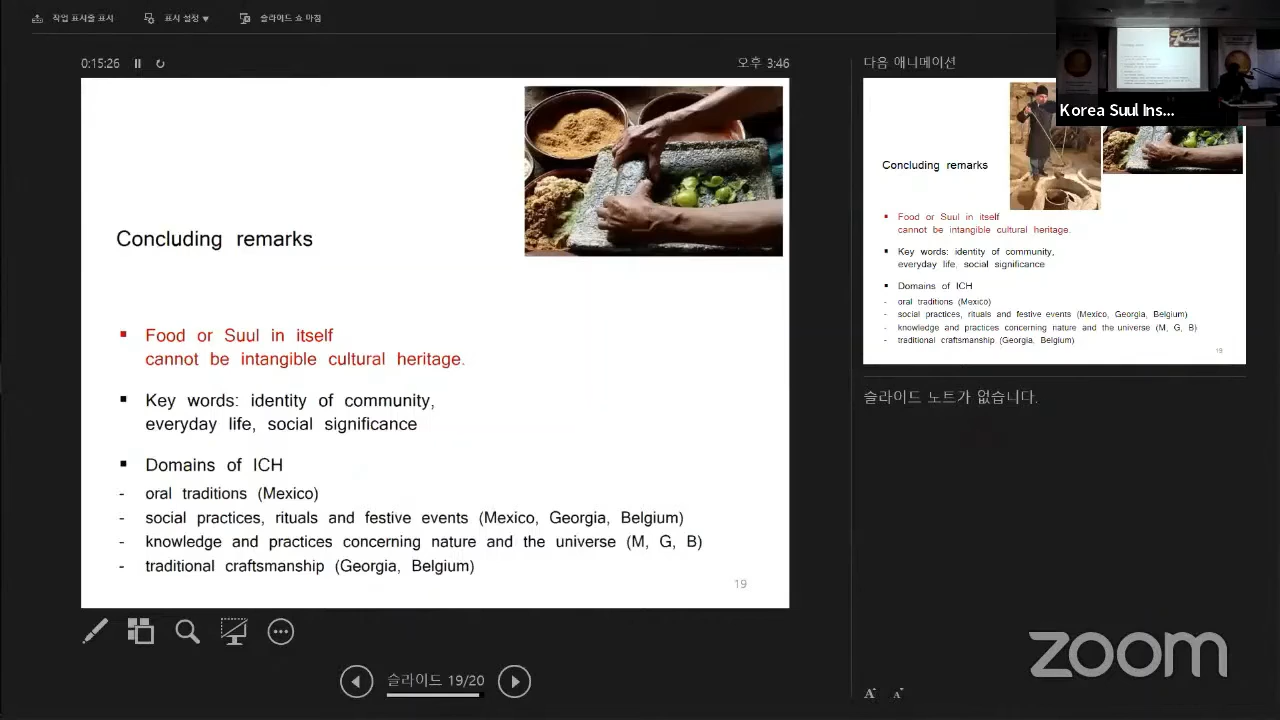 작업 표시줄 표시
표시 설정 ▼
슬라이드 쇼 마침
0:15:26
오후 3:46
Concluding remarks
▪ Food or Suul in itself
cannot be intangible cultural heritage.
▪ Key words: identity of community,
everyday life, social significance
▪ Domains of ICH
- oral traditions (Mexico)
- social practices, rituals and festive events (Mexico, Georgia, Belgium)
- knowledge and practices concerning nature and the universe (M, G, B)
- traditional craftsmanship (Georgia, Belgium)
19
슬라이드 19/20
애니메이션
Korea Suul Ins...
Concluding remarks
▪ Food or Suul in itself
cannot be intangible cultural heritage.
▪ Key words: identity of community,
everyday life, social significance
▪ Domains of ICH
- oral traditions (Mexico)
- social practices, rituals and festive events (Mexico, Georgia, Belgium)
- knowledge and practices concerning nature and the universe (M, G, B)
- traditional craftsmanship (Georgia, Belgium)
19
슬라이드 노트가 없습니다.
zoom
A A